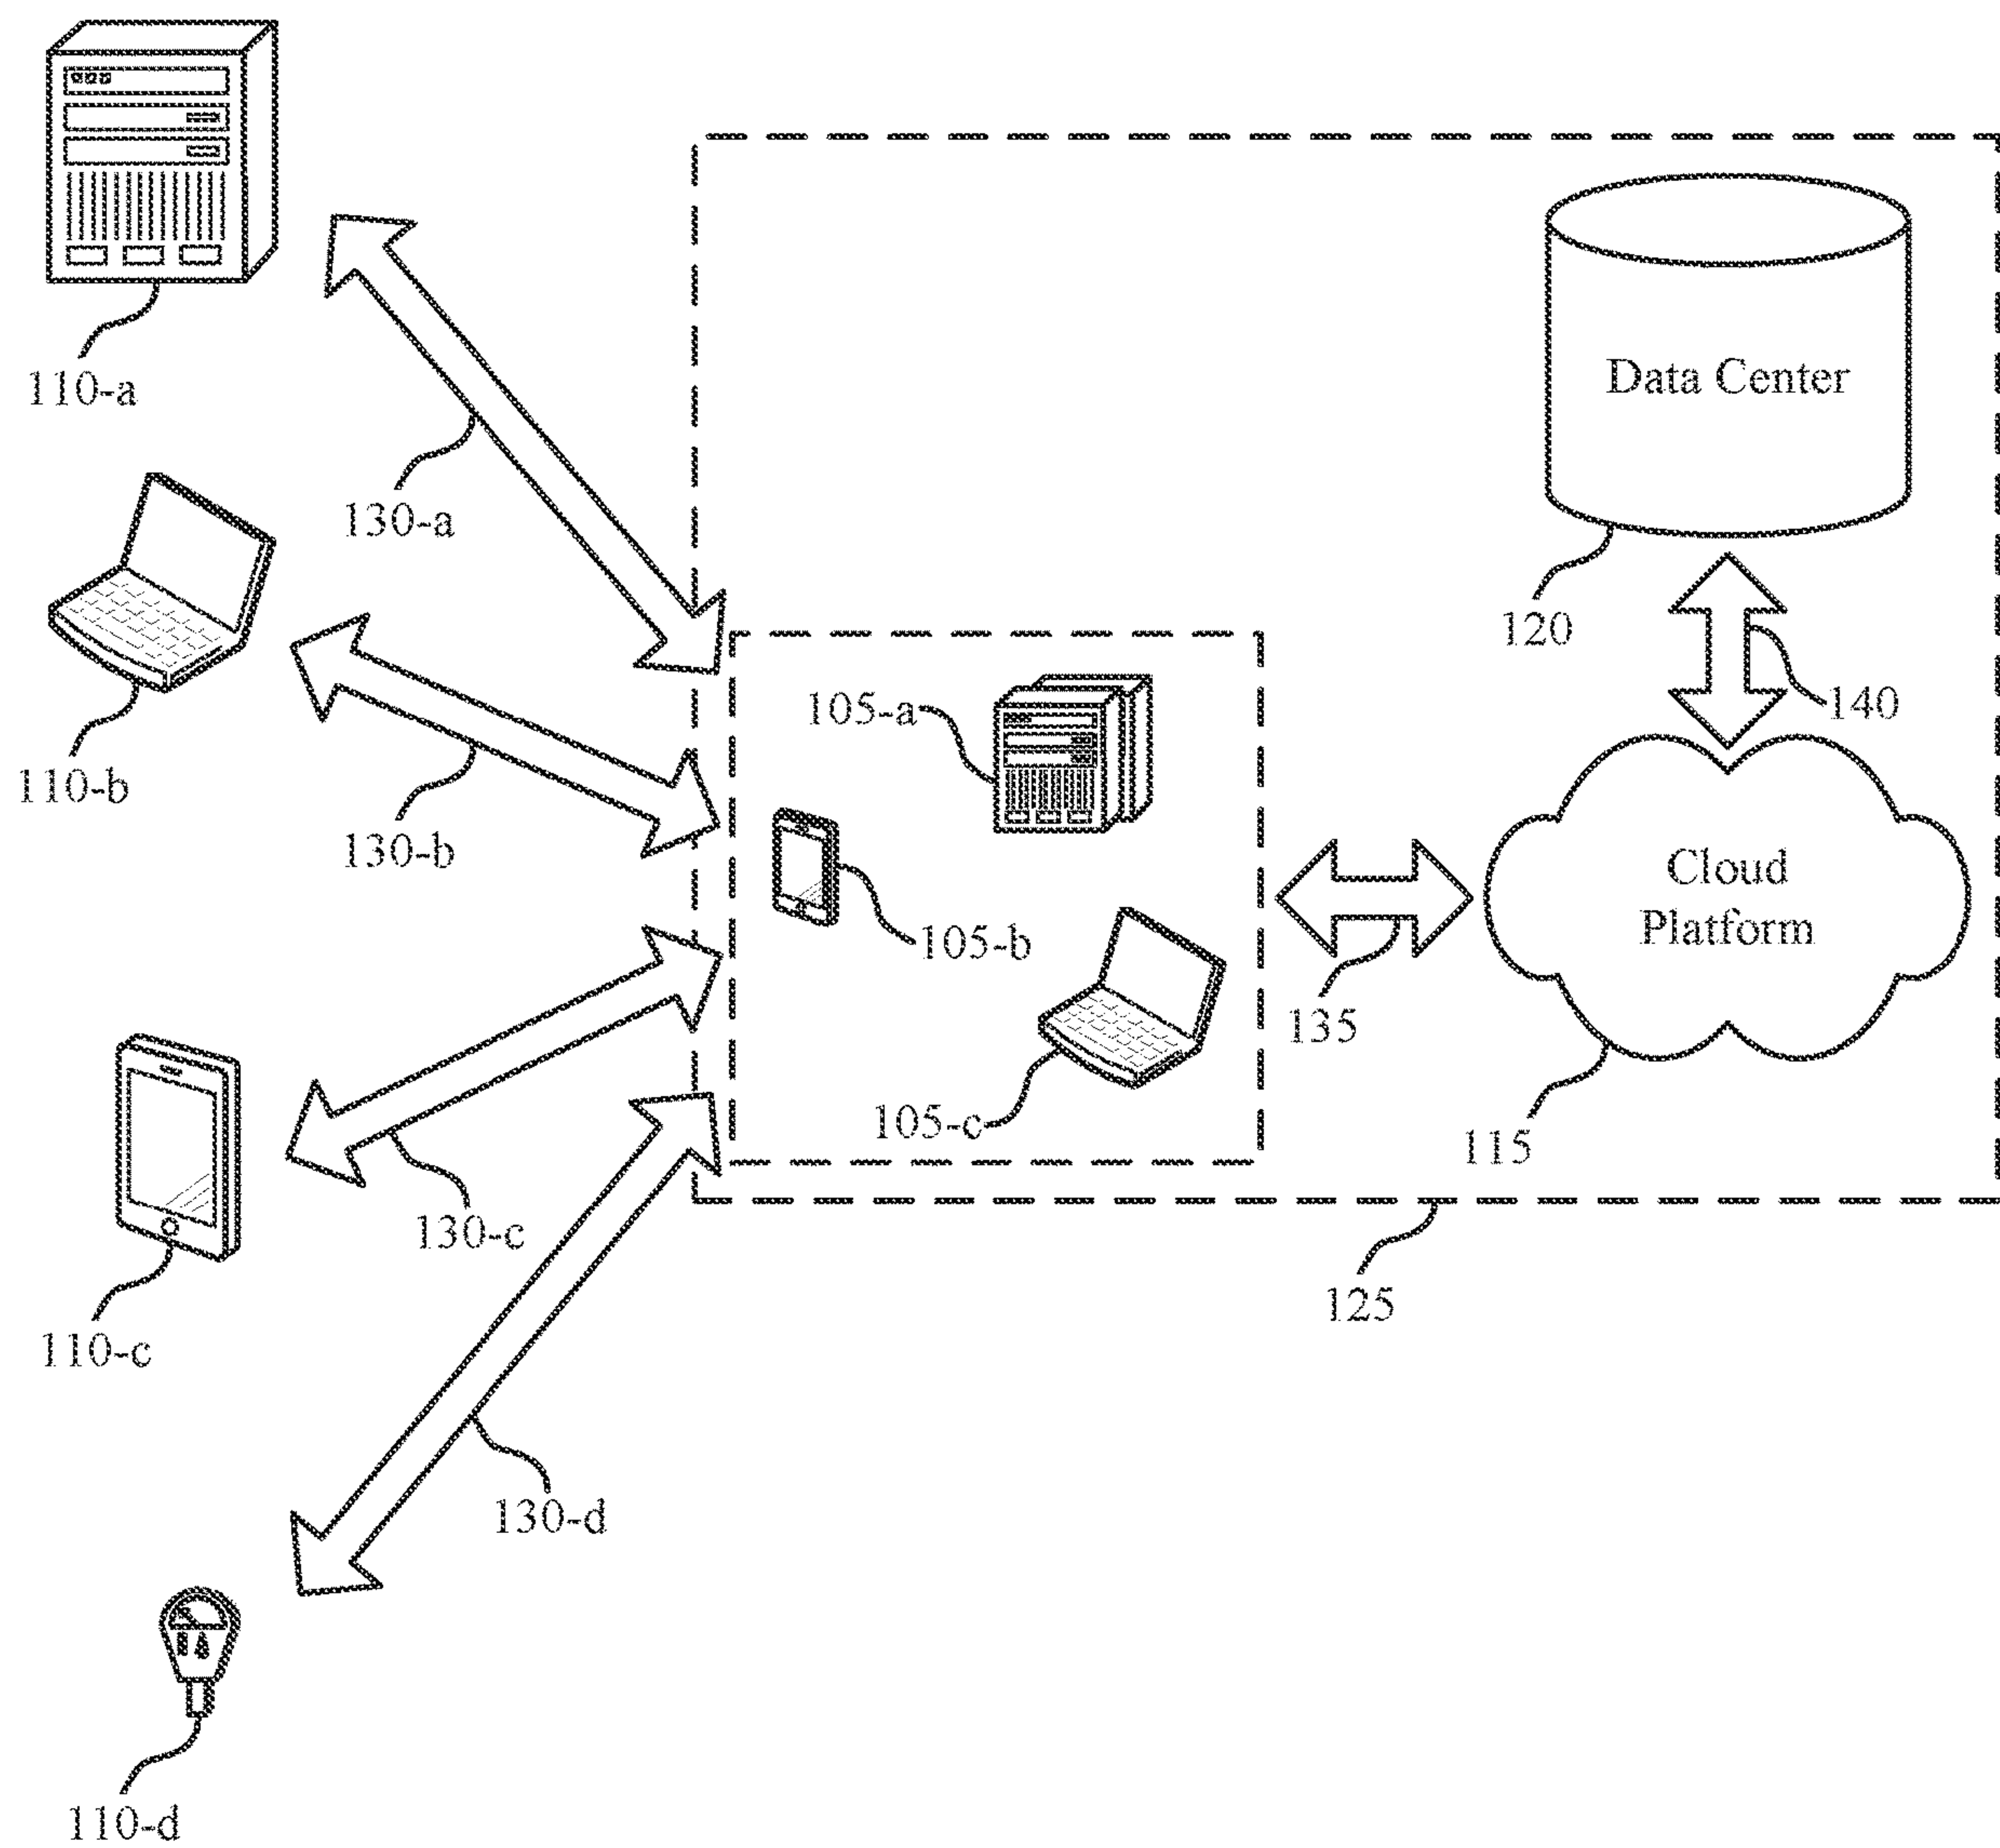 110-a
130-a
Data Center
120
140
110-b
130-b
105-a
105-b
105-c
Cloud
Platform
135
115
130-c
125
110-c
130-d
110-d